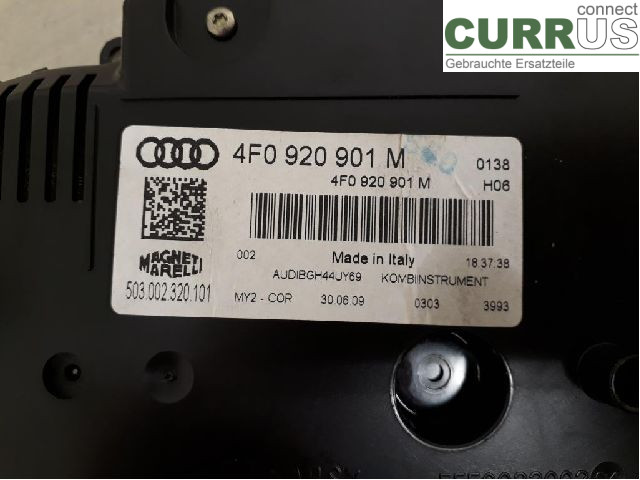 connect
CURRUS
Gebrauchte Ersatzteile
4F0 920 901 M
0138
4F0 920 901 M
H06
002
Made in Italy
18:37:38
MAGNETI
MARELLI
AUDIBGH44JY69
KOMBIINSTRUMENT
503.002.320.101
MY2 - COR
30.06.09
0303
3993